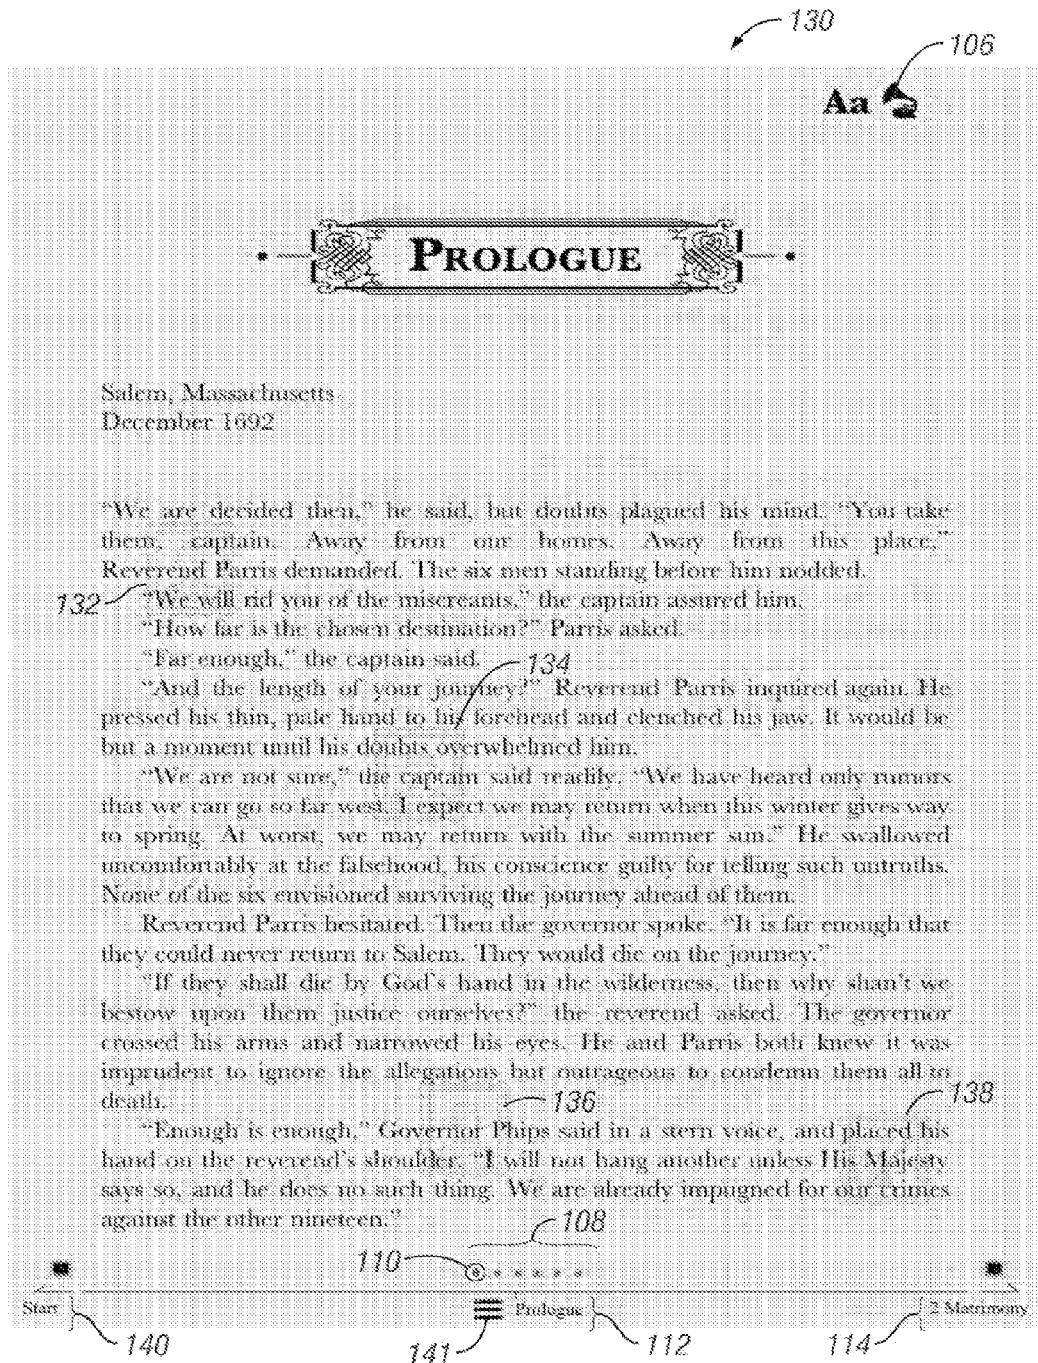 130
106
Aa
PROLOGUE
Salem, Massachusetts
December 1692
“We are decided then,” he said, but doubts plagued his mind. “You take
them, captain. Away from our homes. Away from this place,”
Reverend Parris demanded. The six men standing before him nodded.
132
“We will rid you of the miscreants,” the captain assured him.
“How far is the chosen destination?” Parris asked.
“Far enough,” the captain said.
134
“And the length of your journey?” Reverend Parris inquired again. He
pressed his thin, pale hand to his forehead and clenched his jaw. It would be
but a moment until his doubts overwhelmed him.
“We are not sure,” the captain said readily. “We have heard only rumors
that we can go so far west. I expect we may return when this winter gives way
to spring. At worst, we may return with the summer sun.” He swallowed
uncomfortably at the falsehood, his conscience guilty for telling such untruths.
None of the six envisioned surviving the journey ahead of them.
Reverend Parris hesitated. Then the governor spoke. “It is far enough that
they could never return to Salem. They would die on the journey.”
“If they shall die by God’s hand in the wilderness, then why shan’t we
bestow upon them justice ourselves?” the reverend asked. The governor
crossed his arms and narrowed his eyes. He and Parris both knew it was
imprudent to ignore the allegations but outrageous to condemn them all to
death.
136
138
“Enough is enough,” Governor Phips said in a stern voice, and placed his
hand on the reverend’s shoulder. “I will not hang another unless His Majesty
says so, and he does no such thing. We are already impugned for our crimes
against the other nineteen.”
108
110
Start
Prologue
2 Matrimony
140
141
112
114